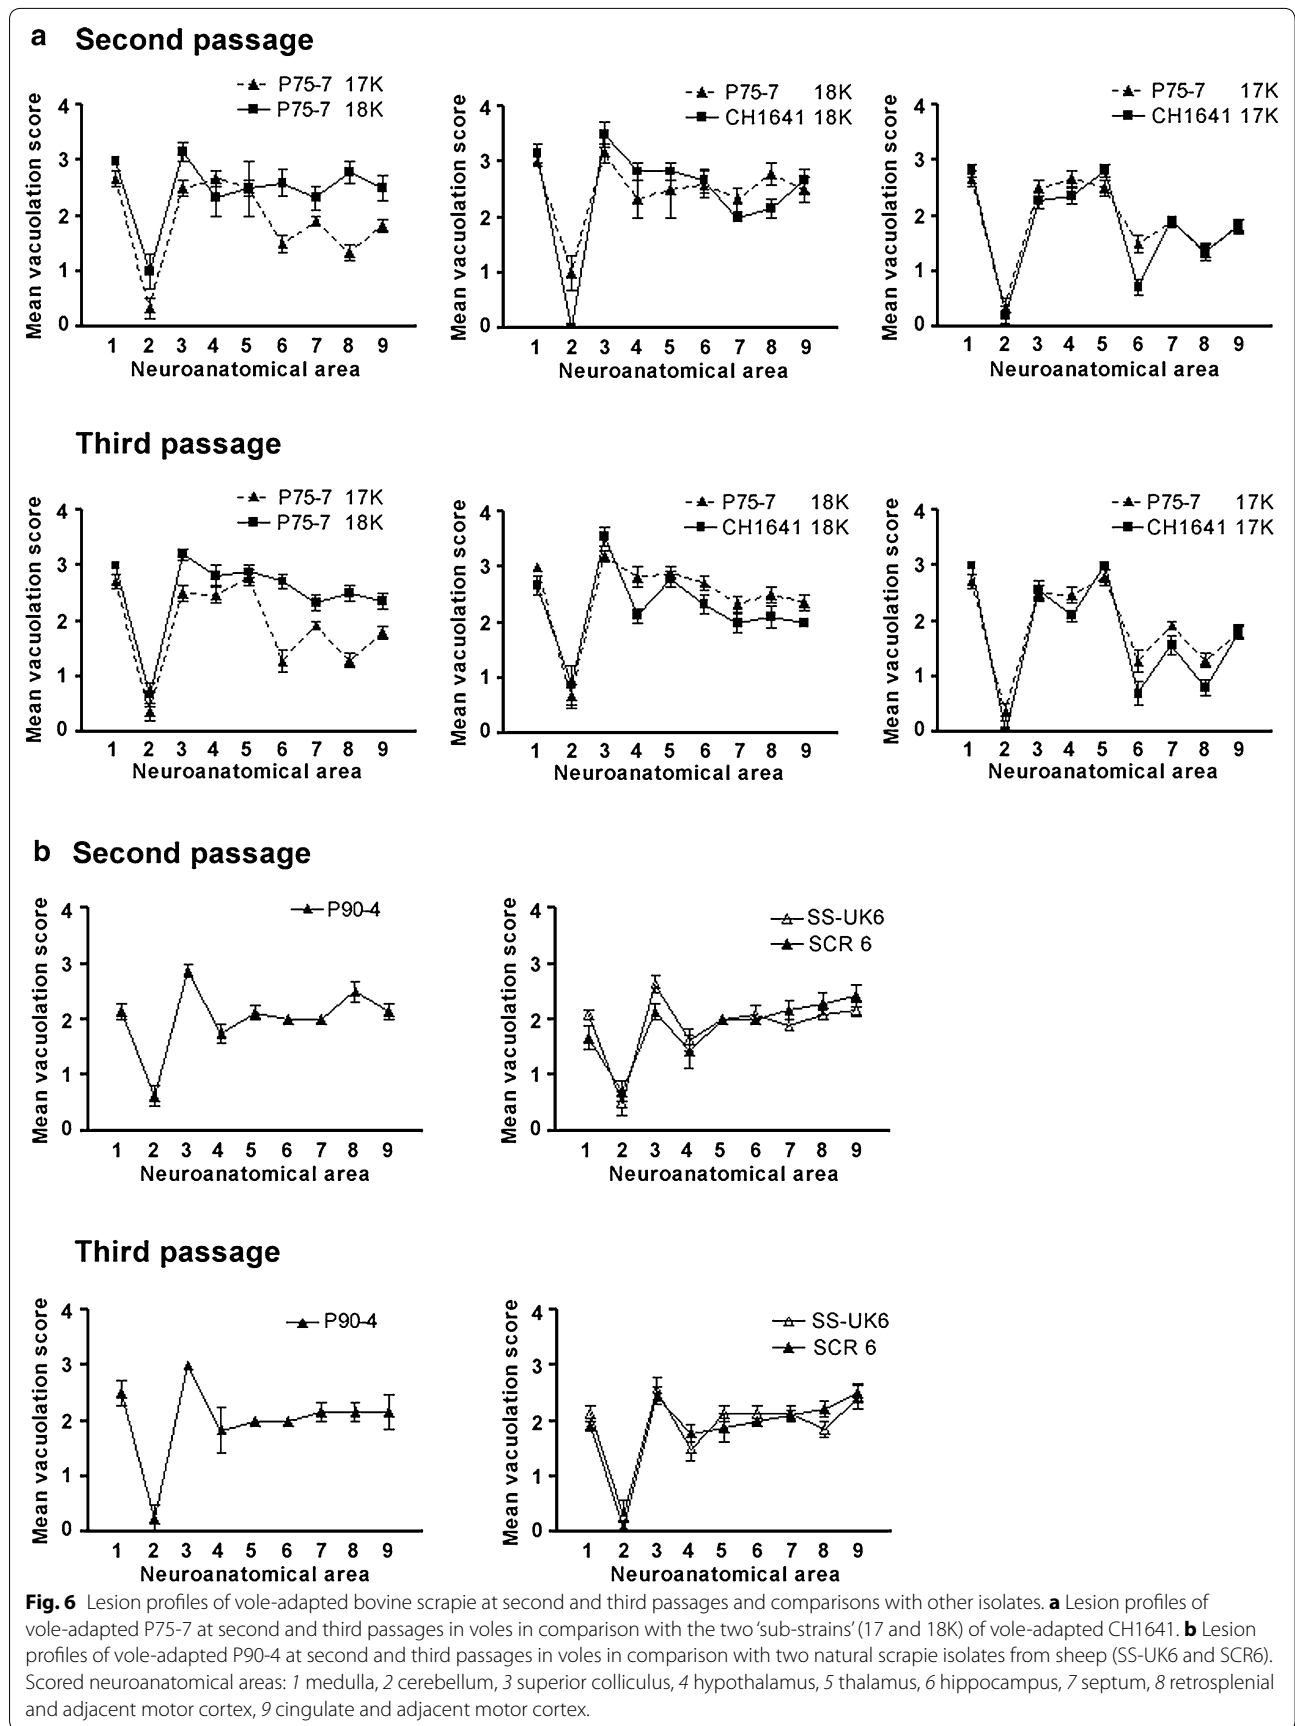 a Second passage
P75-7 17K
P75-7 18K
Mean vacuolation score
4
3
2
1
0
1 2 3 4 5 6 7 8 9
Neuroanatomical area
P75-7 18K
CH1641 18K
Mean vacuolation score
4
3
2
1
0
1 2 3 4 5 6 7 8 9
Neuroanatomical area
P75-7 17K
CH1641 17K
Mean vacuolation score
4
3
2
1
0
1 2 3 4 5 6 7 8 9
Neuroanatomical area
Third passage
P75-7 17K
P75-7 18K
Mean vacuolation score
4
3
2
1
0
1 2 3 4 5 6 7 8 9
Neuroanatomical area
P75-7 18K
CH1641 18K
Mean vacuolation score
4
3
2
1
0
1 2 3 4 5 6 7 8 9
Neuroanatomical area
P75-7 17K
CH1641 17K
Mean vacuolation score
4
3
2
1
0
1 2 3 4 5 6 7 8 9
Neuroanatomical area
b Second passage
P90-4
Mean vacuolation score
4
3
2
1
0
1 2 3 4 5 6 7 8 9
Neuroanatomical area
SS-UK6
SCR 6
Mean vacuolation score
4
3
2
1
0
1 2 3 4 5 6 7 8 9
Neuroanatomical area
Third passage
P90-4
Mean vacuolation score
4
3
2
1
0
1 2 3 4 5 6 7 8 9
Neuroanatomical area
SS-UK6
SCR 6
Mean vacuolation score
4
3
2
1
0
1 2 3 4 5 6 7 8 9
Neuroanatomical area
Fig. 6 Lesion profiles of vole-adapted bovine scrapie at second and third passages and comparisons with other isolates. a Lesion profiles of
vole-adapted P75-7 at second and third passages in voles in comparison with the two ‘sub-strains’ (17 and 18K) of vole-adapted CH1641. b Lesion
profiles of vole-adapted P90-4 at second and third passages in voles in comparison with two natural scrapie isolates from sheep (SS-UK6 and SCR6).
Scored neuroanatomical areas: 1 medulla, 2 cerebellum, 3 superior colliculus, 4 hypothalamus, 5 thalamus, 6 hippocampus, 7 septum, 8 retrosplenial
and adjacent motor cortex, 9 cingulate and adjacent motor cortex.